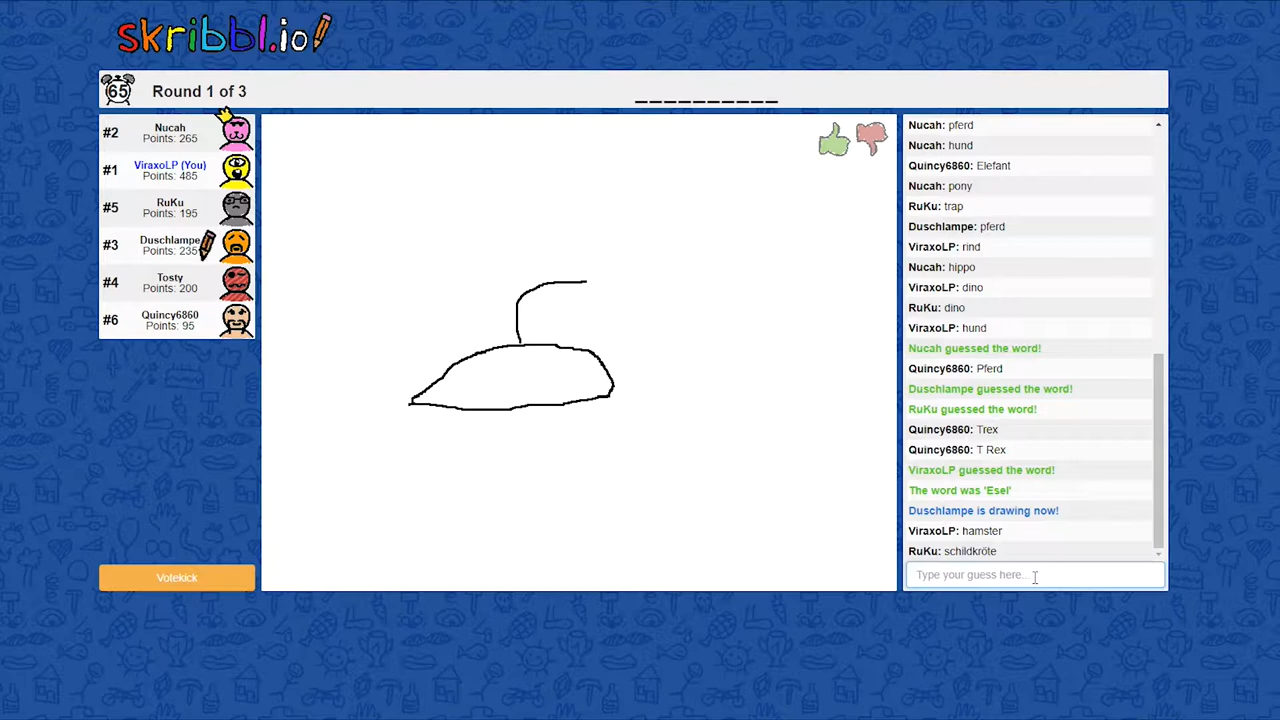 skribbl.io!
65
Round 1 of 3
__________
#2
Nucah
Points: 265
#1
ViraxoLP (You)
Points: 485
#5
RuKu
Points: 195
#3
Duschlampe
Points: 235
#4
Tosty
Points: 200
#6
Quincy6860
Points: 95
Votekick
Nucah: pferd
Nucah: hund
Quincy6860: Elefant
Nucah: pony
RuKu: trap
Duschlampe: pferd
ViraxoLP: rind
Nucah: hippo
ViraxoLP: dino
RuKu: dino
ViraxoLP: hund
Nucah guessed the word!
Quincy6860: Pferd
Duschlampe guessed the word!
RuKu guessed the word!
Quincy6860: Trex
Quincy6860: T Rex
ViraxoLP guessed the word!
The word was 'Esel'
Duschlampe is drawing now!
ViraxoLP: hamster
RuKu: schildkröte
Type your guess here...